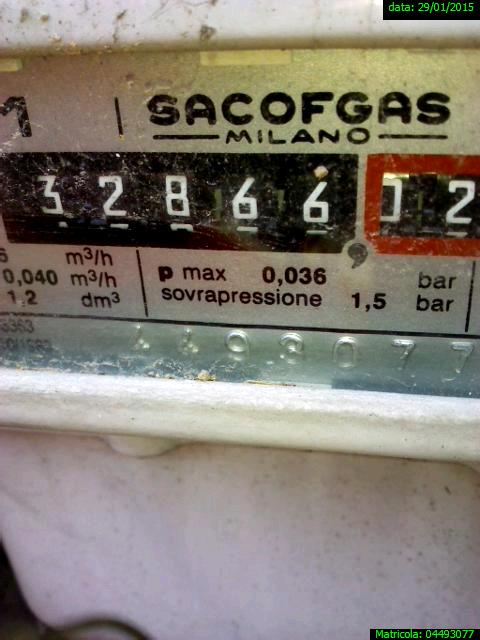 data: 29/01/2015
SACOFGAS
MILANO
32866,02
m³/h
0,040 m³/h
1,2 dm³
p max 0,036 bar
sovrapressione 1,5 bar
4493077
Matricola: 04493077